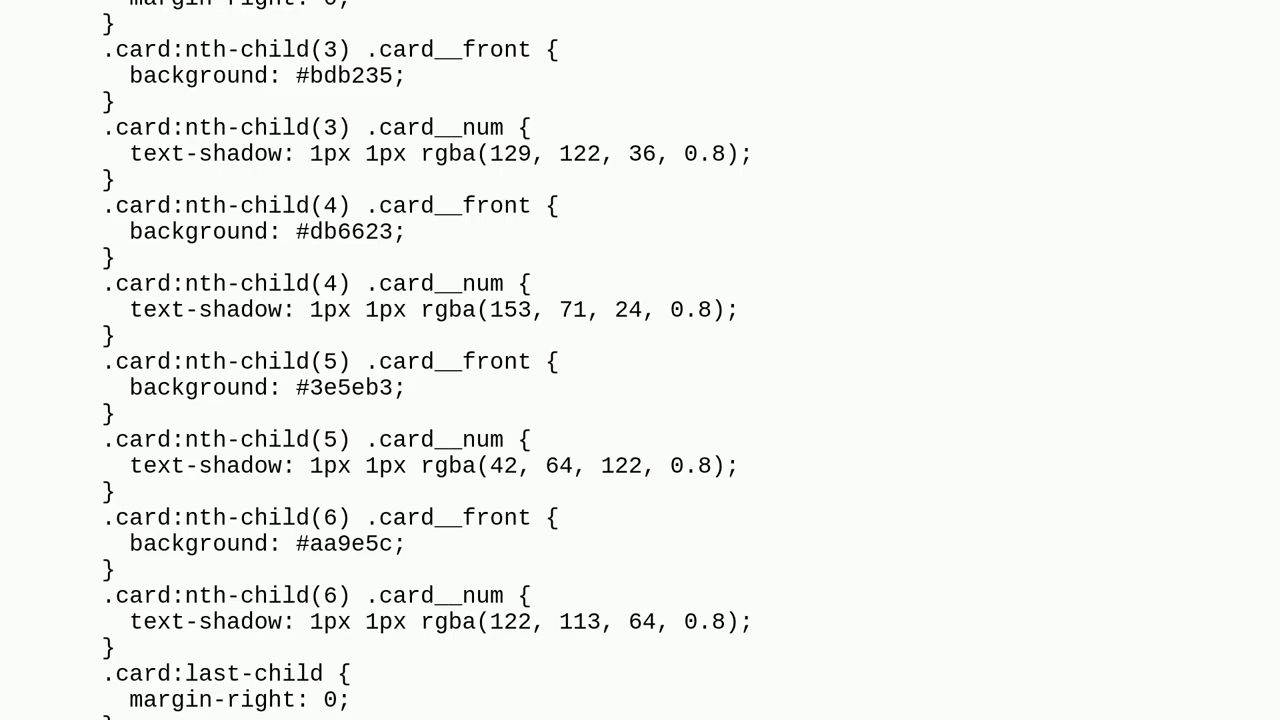 margin-right: 0;
}
.card:nth-child(3) .card__front {
background: #bdb235;
}
.card:nth-child(3) .card__num {
text-shadow: 1px 1px rgba(129, 122, 36, 0.8);
}
.card:nth-child(4) .card__front {
background: #db6623;
}
.card:nth-child(4) .card__num {
text-shadow: 1px 1px rgba(153, 71, 24, 0.8);
}
.card:nth-child(5) .card__front {
background: #3e5eb3;
}
.card:nth-child(5) .card__num {
text-shadow: 1px 1px rgba(42, 64, 122, 0.8);
}
.card:nth-child(6) .card__front {
background: #aa9e5c;
}
.card:nth-child(6) .card__num {
text-shadow: 1px 1px rgba(122, 113, 64, 0.8);
}
.card:last-child {
margin-right: 0;
}